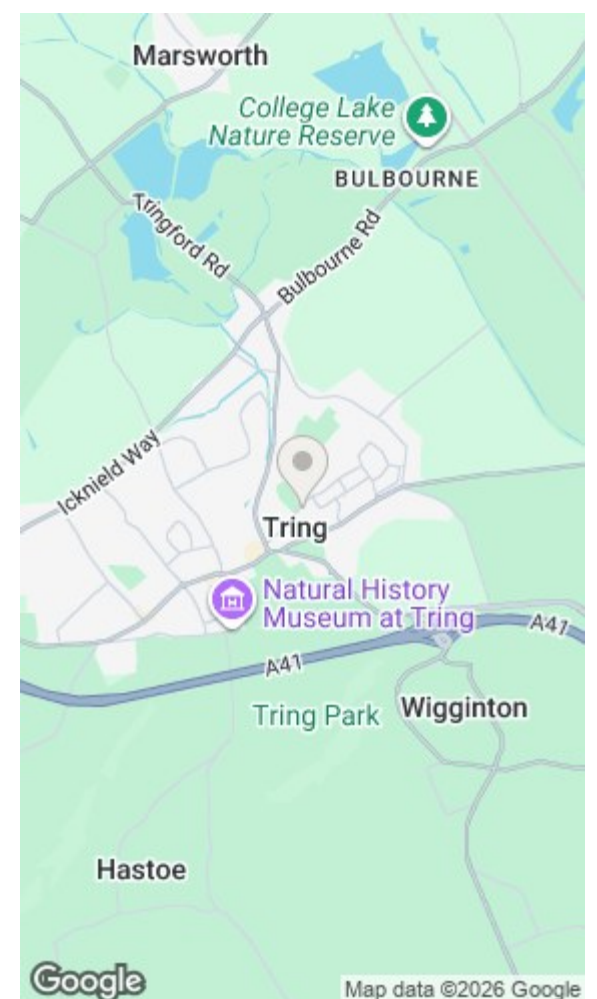 Marsworth
College Lake
Nature Reserve
BULBOURNE
Tringford Rd
Bulbourne Rd
Icknield Way
Tring
Natural History
Museum at Tring
A41
A41
Tring Park
Wigginton
Hastoe
Google
Map data ©2026 Google